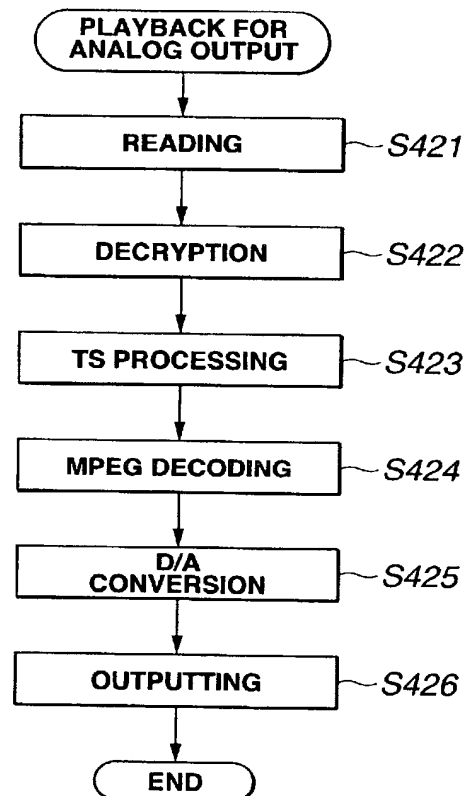 PLAYBACK FOR
ANALOG OUTPUT
READING
S421
DECRYPTION
S422
TS PROCESSING
S423
MPEG DECODING
S424
D/A
CONVERSION
S425
OUTPUTTING
S426
END